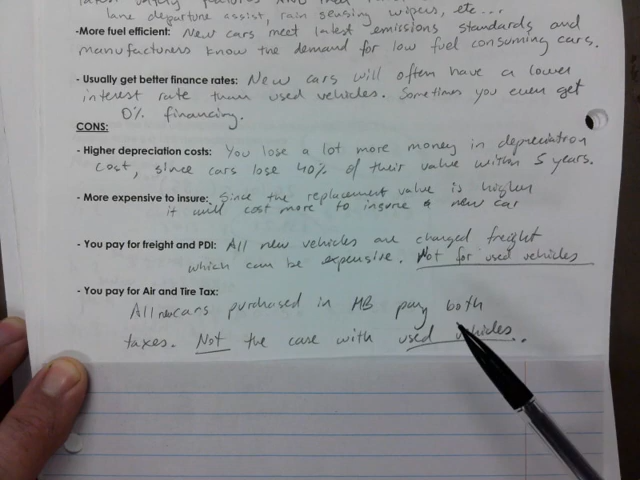 lane departure assist, rain sensing wipers, etc...
- More fuel efficient: New cars meet latest emissions standards and
manufacturers know the demand for low fuel consuming cars.
- Usually get better finance rates: New cars will often have a lower
interest rate than used vehicles. Sometimes you even get
0% financing.
CONS:
- Higher depreciation costs: You lose a lot more money in depreciation
cost, since cars lose 40% of their value within 5 years.
- More expensive to insure: Since the replacement value is higher
it will cost more to insure a new car
- You pay for freight and PDI: All new vehicles are charged freight
which can be expensive. Not for used vehicles
- You pay for Air and Tire Tax:
All new cars purchased in MB pay both
taxes. Not the case with used vehicles.